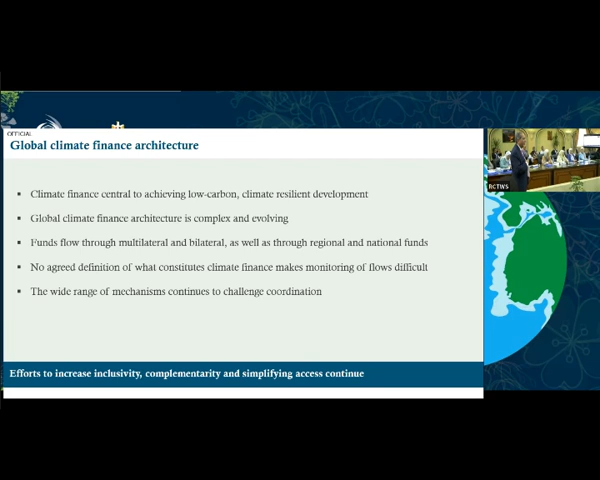 OFFICIAL
Global climate finance architecture
▪ Climate finance central to achieving low-carbon, climate resilient development
▪ Global climate finance architecture is complex and evolving
▪ Funds flow through multilateral and bilateral, as well as through regional and national funds
▪ No agreed definition of what constitutes climate finance makes monitoring of flows difficult
▪ The wide range of mechanisms continues to challenge coordination
Efforts to increase inclusivity, complementarity and simplifying access continue
RCTWS